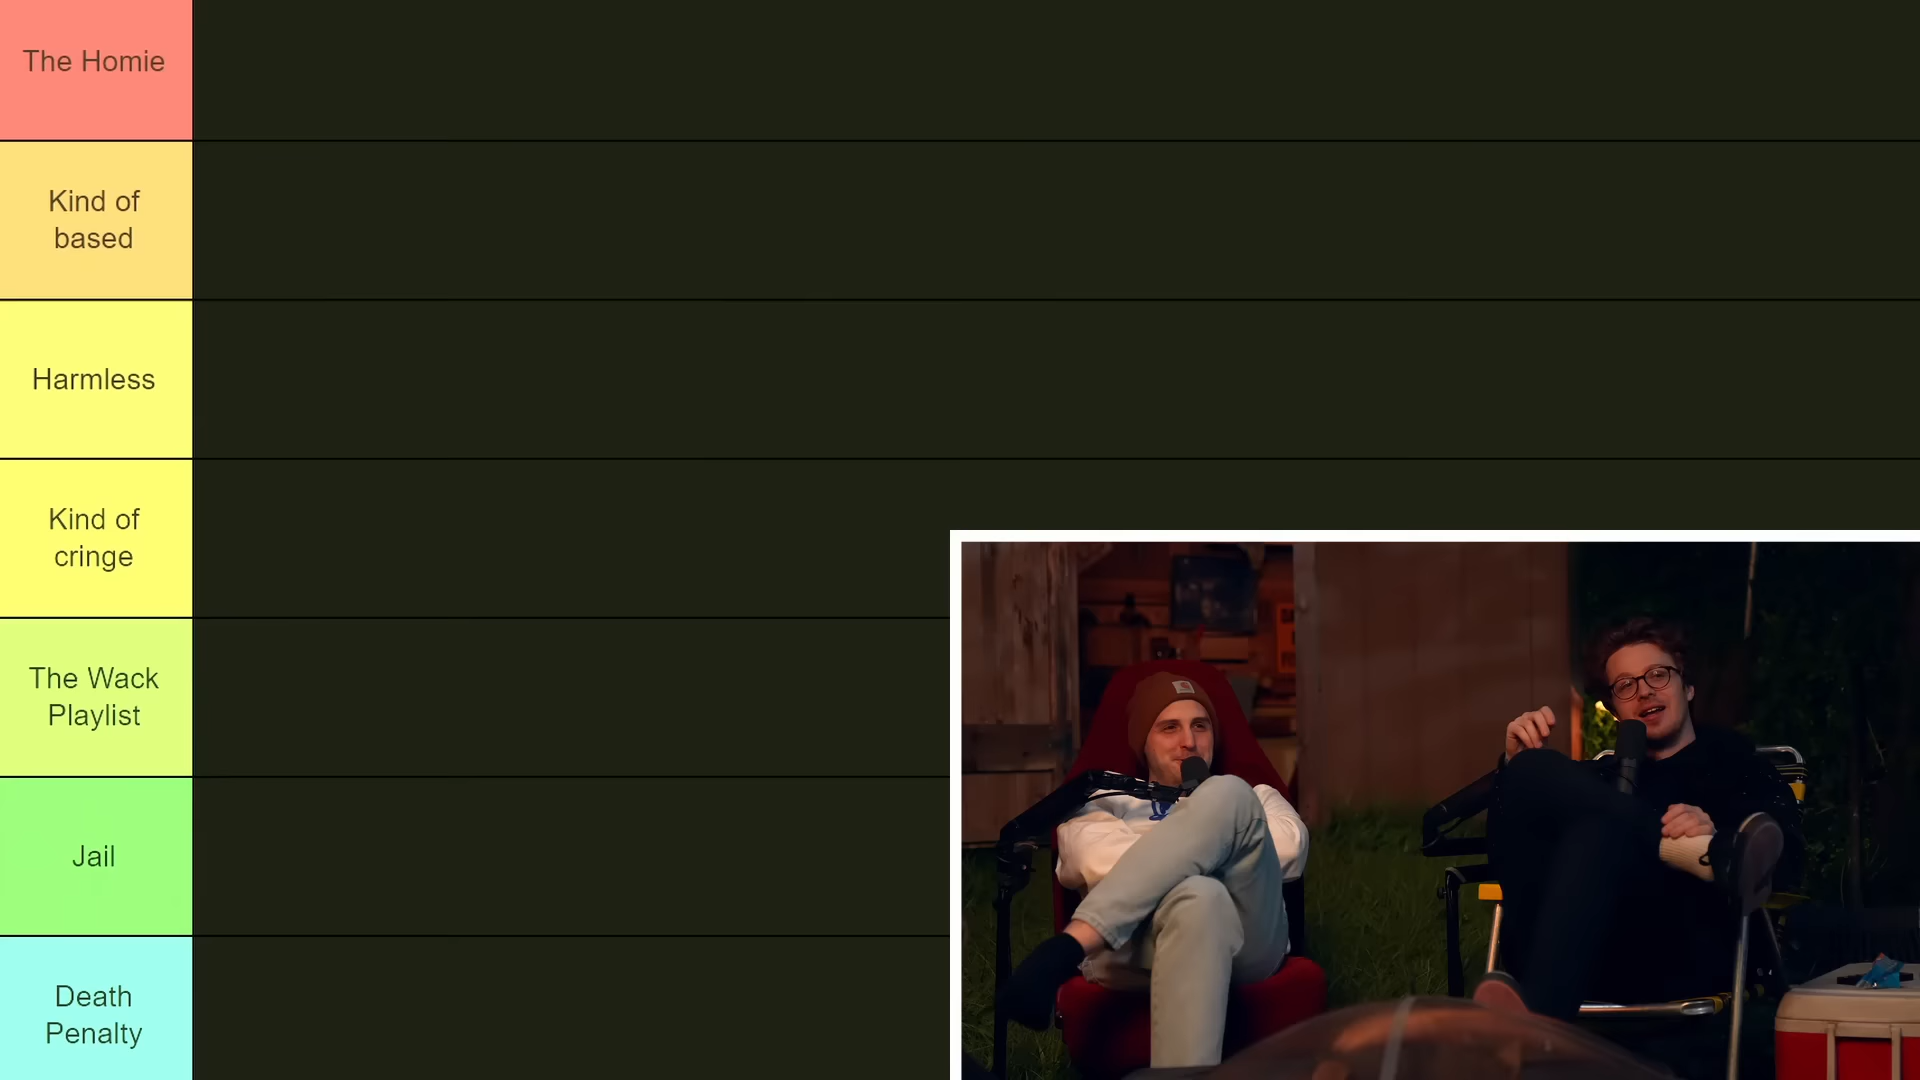 The Homie
Kind of
based
Harmless
Kind of
cringe
The Wack
Playlist
Jail
Death
Penalty